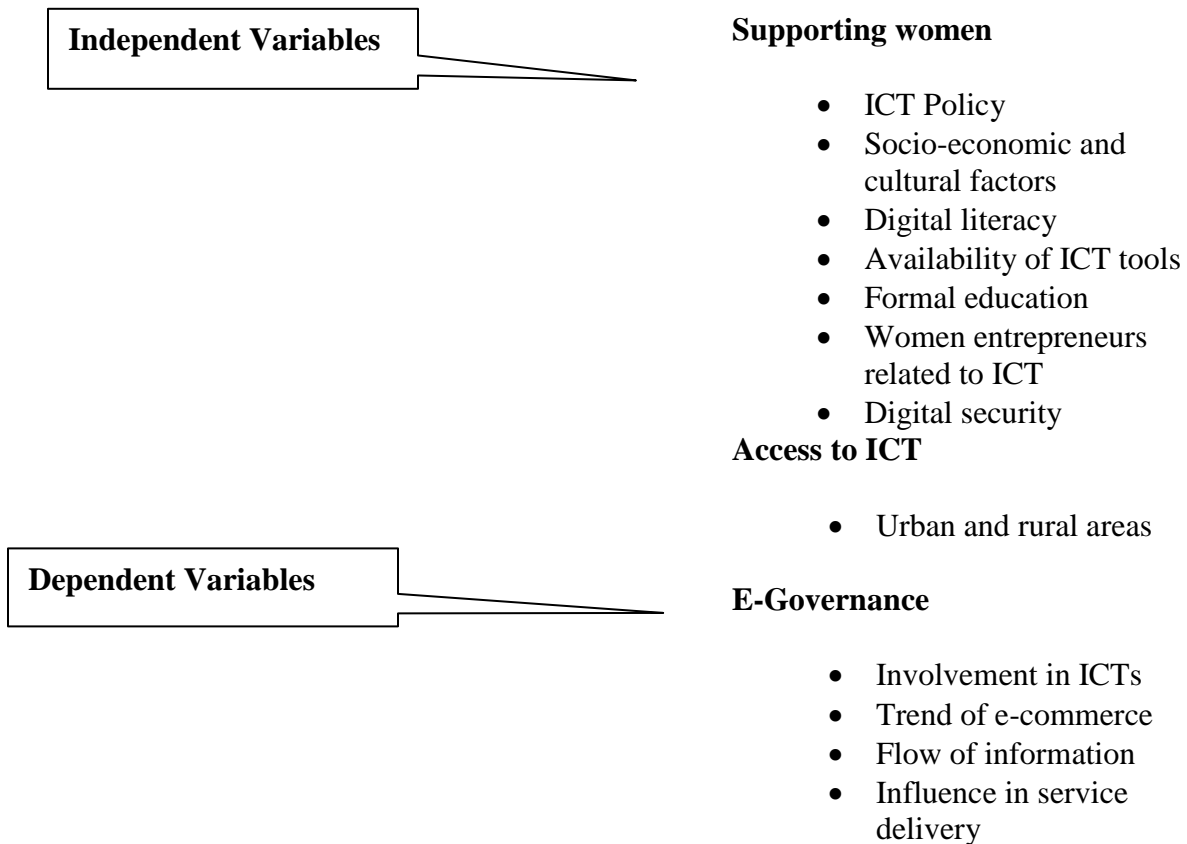 Independent Variables
Supporting women
• ICT Policy
• Socio-economic and
cultural factors
• Digital literacy
• Availability of ICT tools
• Formal education
• Women entrepreneurs
related to ICT
• Digital security
Access to ICT
• Urban and rural areas
Dependent Variables
E-Governance
• Involvement in ICTs
• Trend of e-commerce
• Flow of information
• Influence in service
delivery